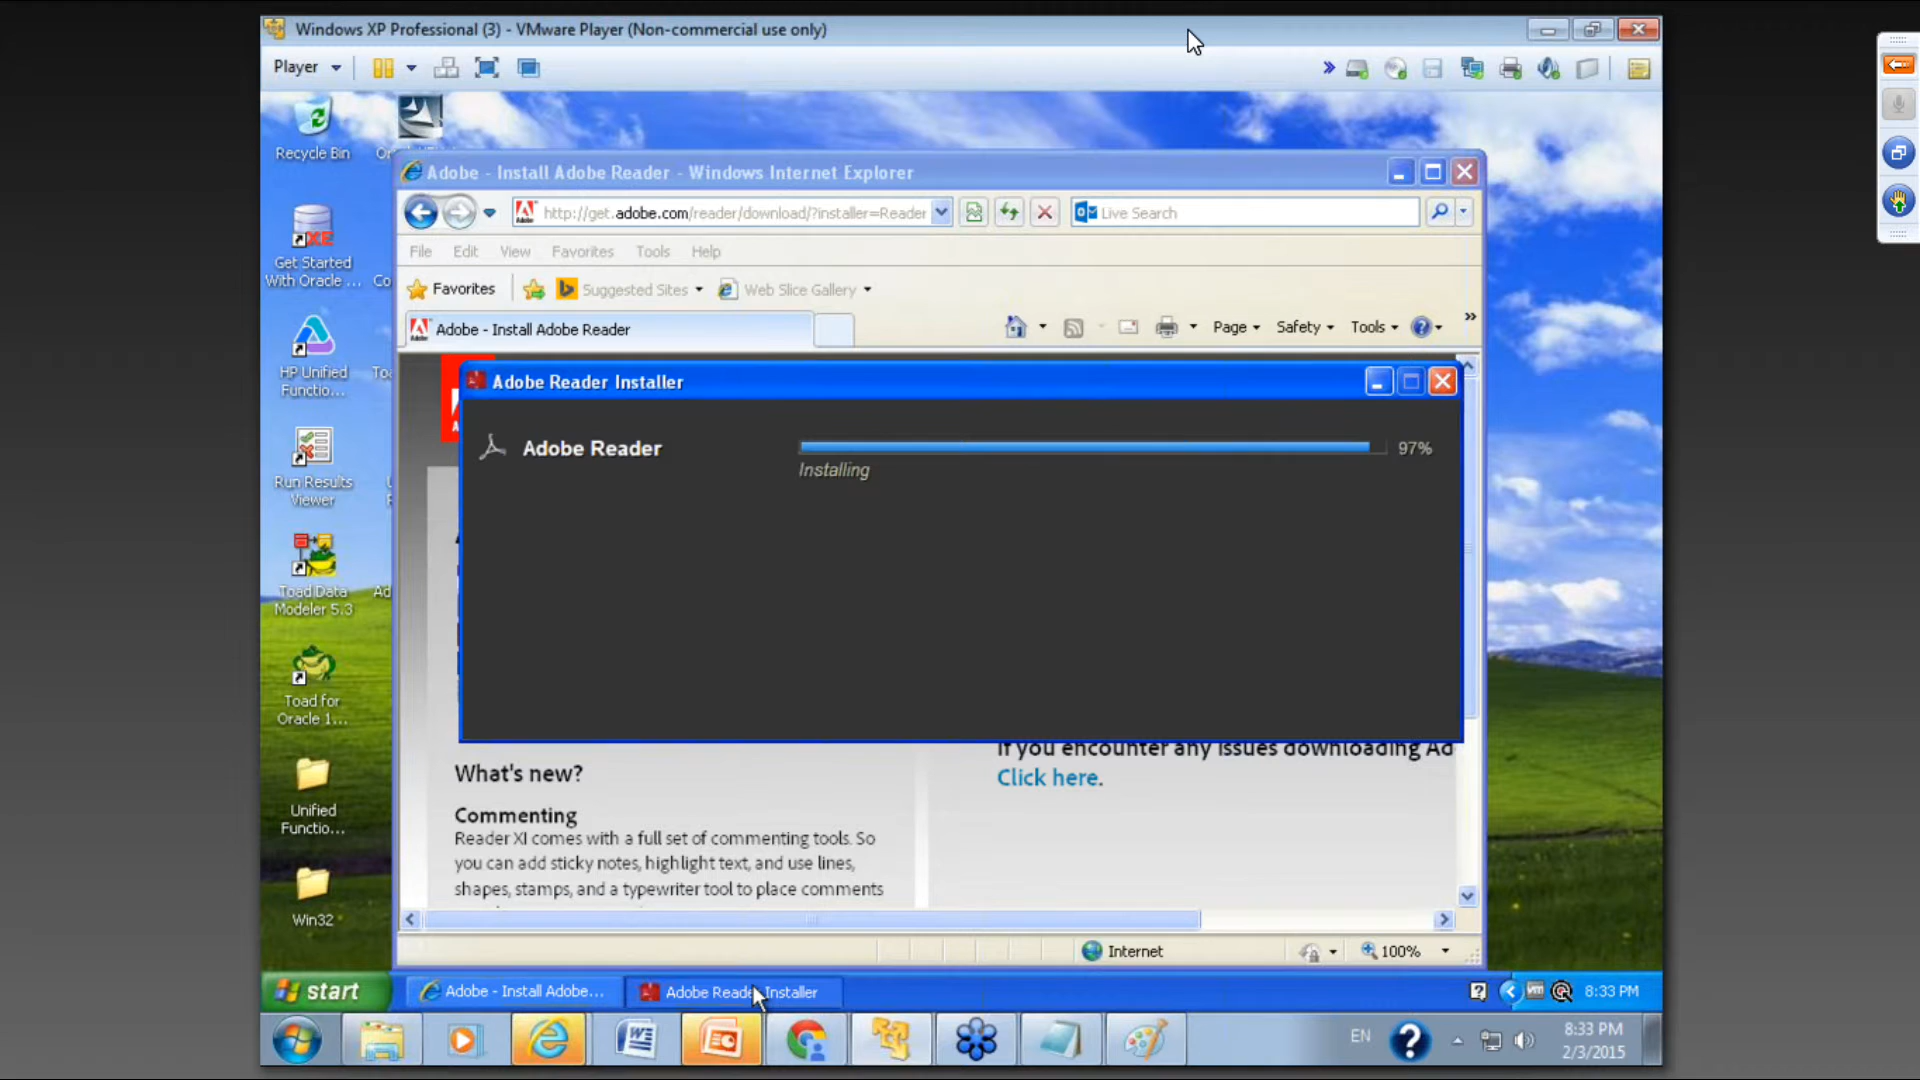 Windows XP Professional (3) - VMware Player (Non-commercial use only)
Player
Recycle Bin
Adobe - Install Adobe Reader - Windows Internet Explorer
http://get.adobe.com/reader/download/?installer=Reader
Live Search
File Edit View Favorites Tools Help
Get Started
With Oracle ...
Co
Favorites
Suggested Sites
Web Slice Gallery
Adobe - Install Adobe Reader
Page
Safety
Tools
HP Unified
Functio...
Toa
Adobe Reader Installer
Adobe Reader
97%
Installing
Run Results
Viewer
Toad Data
Modeler 5.3
Ad
Toad for
Oracle 1...
If you encounter any issues downloading Ad
Click here.
What's new?
Commenting
Reader XI comes with a full set of commenting tools. So
you can add sticky notes, highlight text, and use lines,
shapes, stamps, and a typewriter tool to place comments
Unified
Functio...
Win32
Internet
100%
start
Adobe - Install Adobe...
Adobe Reader Installer
8:33 PM
EN
8:33 PM
2/3/2015